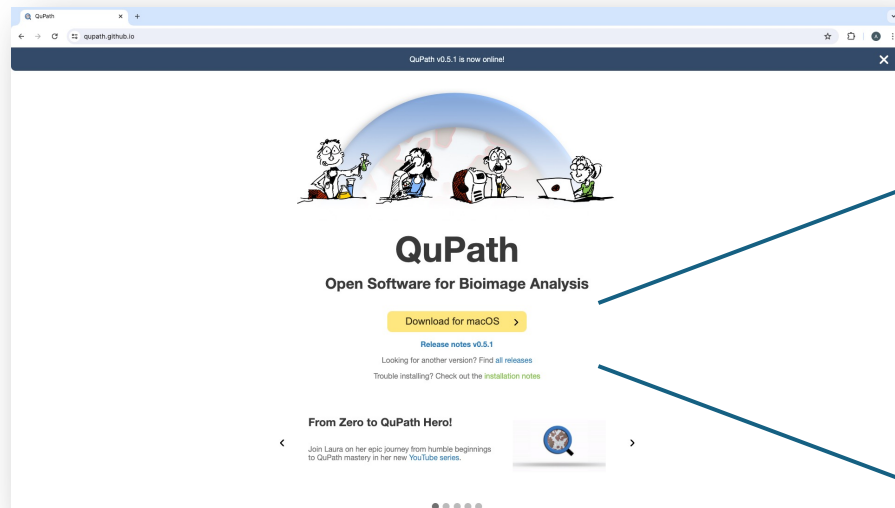 QuPath
qupath.github.io
QuPath v0.5.1 is now online!
QuPath
Open Software for Bioimage Analysis
Download for macOS
Release notes v0.5.1
Looking for another version? Find all releases
Trouble installing? Check out the installation notes
From Zero to QuPath Hero!
Join Laura on her epic journey from humble beginnings
to QuPath mastery in her new YouTube series.